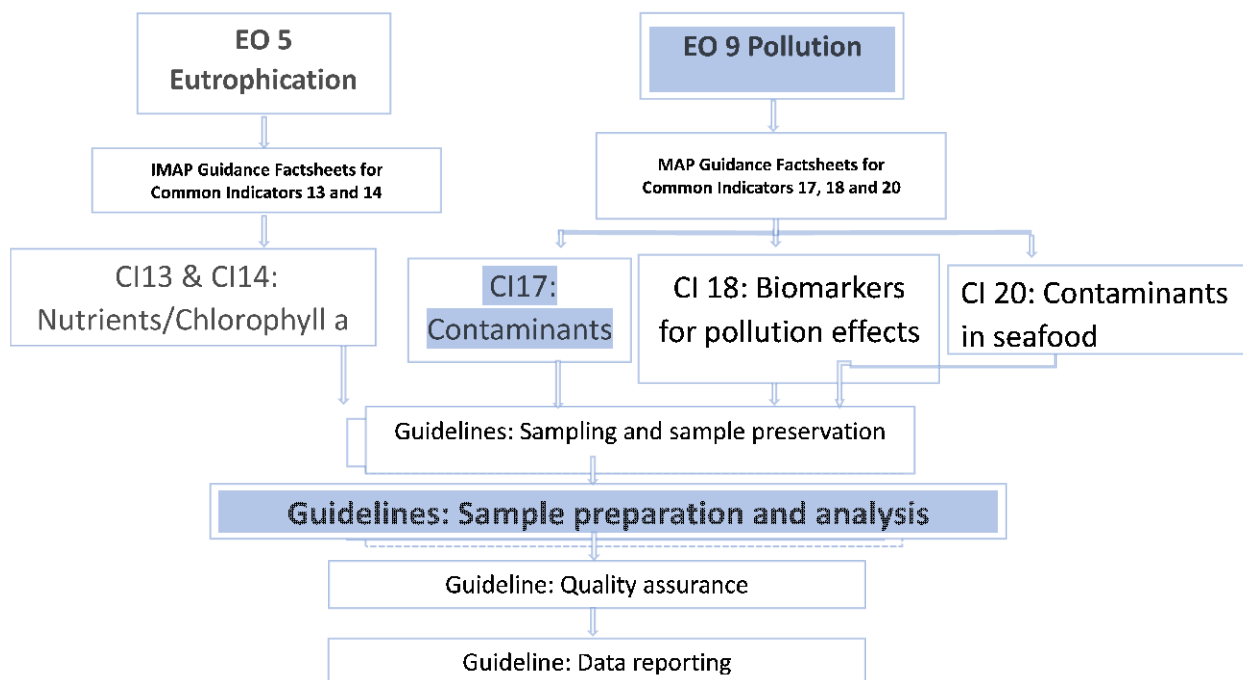 EO 5
Eutrophication
EO 9 Pollution
IMAP Guidance Factsheets for
Common Indicators 13 and 14
MAP Guidance Factsheets for
Common Indicators 17, 18 and 20
CI13 & CI14:
Nutrients/Chlorophyll a
CI17:
Contaminants
CI 18: Biomarkers
for pollution effects
CI 20: Contaminants
in seafood
Guidelines: Sampling and sample preservation
Guidelines: Sample preparation and analysis
Guideline: Quality assurance
Guideline: Data reporting